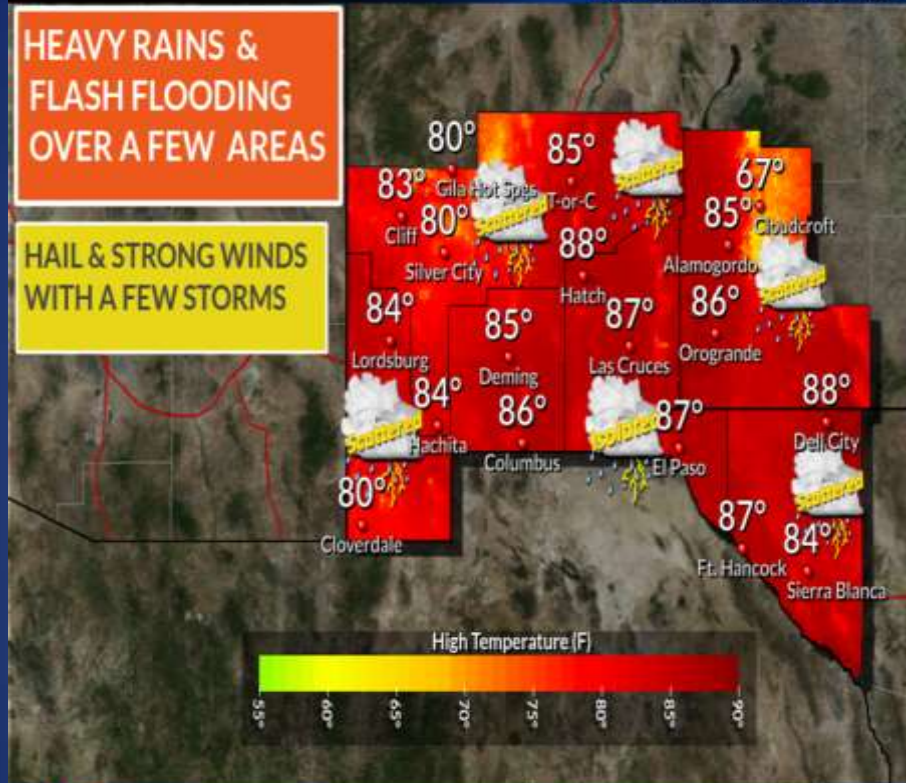 HEAVY RAINS &
FLASH FLOODING
OVER A FEW AREAS
HAIL & STRONG WINDS
WITH A FEW STORMS
80°
Gila Hot Spgs
83°
Cliff
80°
Silver City
Scattered
85°
T-or-C
Scattered
67°
Cloudcroft
85°
Alamogordo
Scattered
88°
Hatch
84°
Lordsburg
85°
Deming
87°
Las Cruces
86°
Orogrande
Scattered
84°
Hachita
86°
Columbus
Isolated
87°
El Paso
88°
Dell City
Scattered
80°
Cloverdale
87°
Ft. Hancock
84°
Sierra Blanca
High Temperature (F)
55° 60° 65° 70° 75° 80° 85° 90°